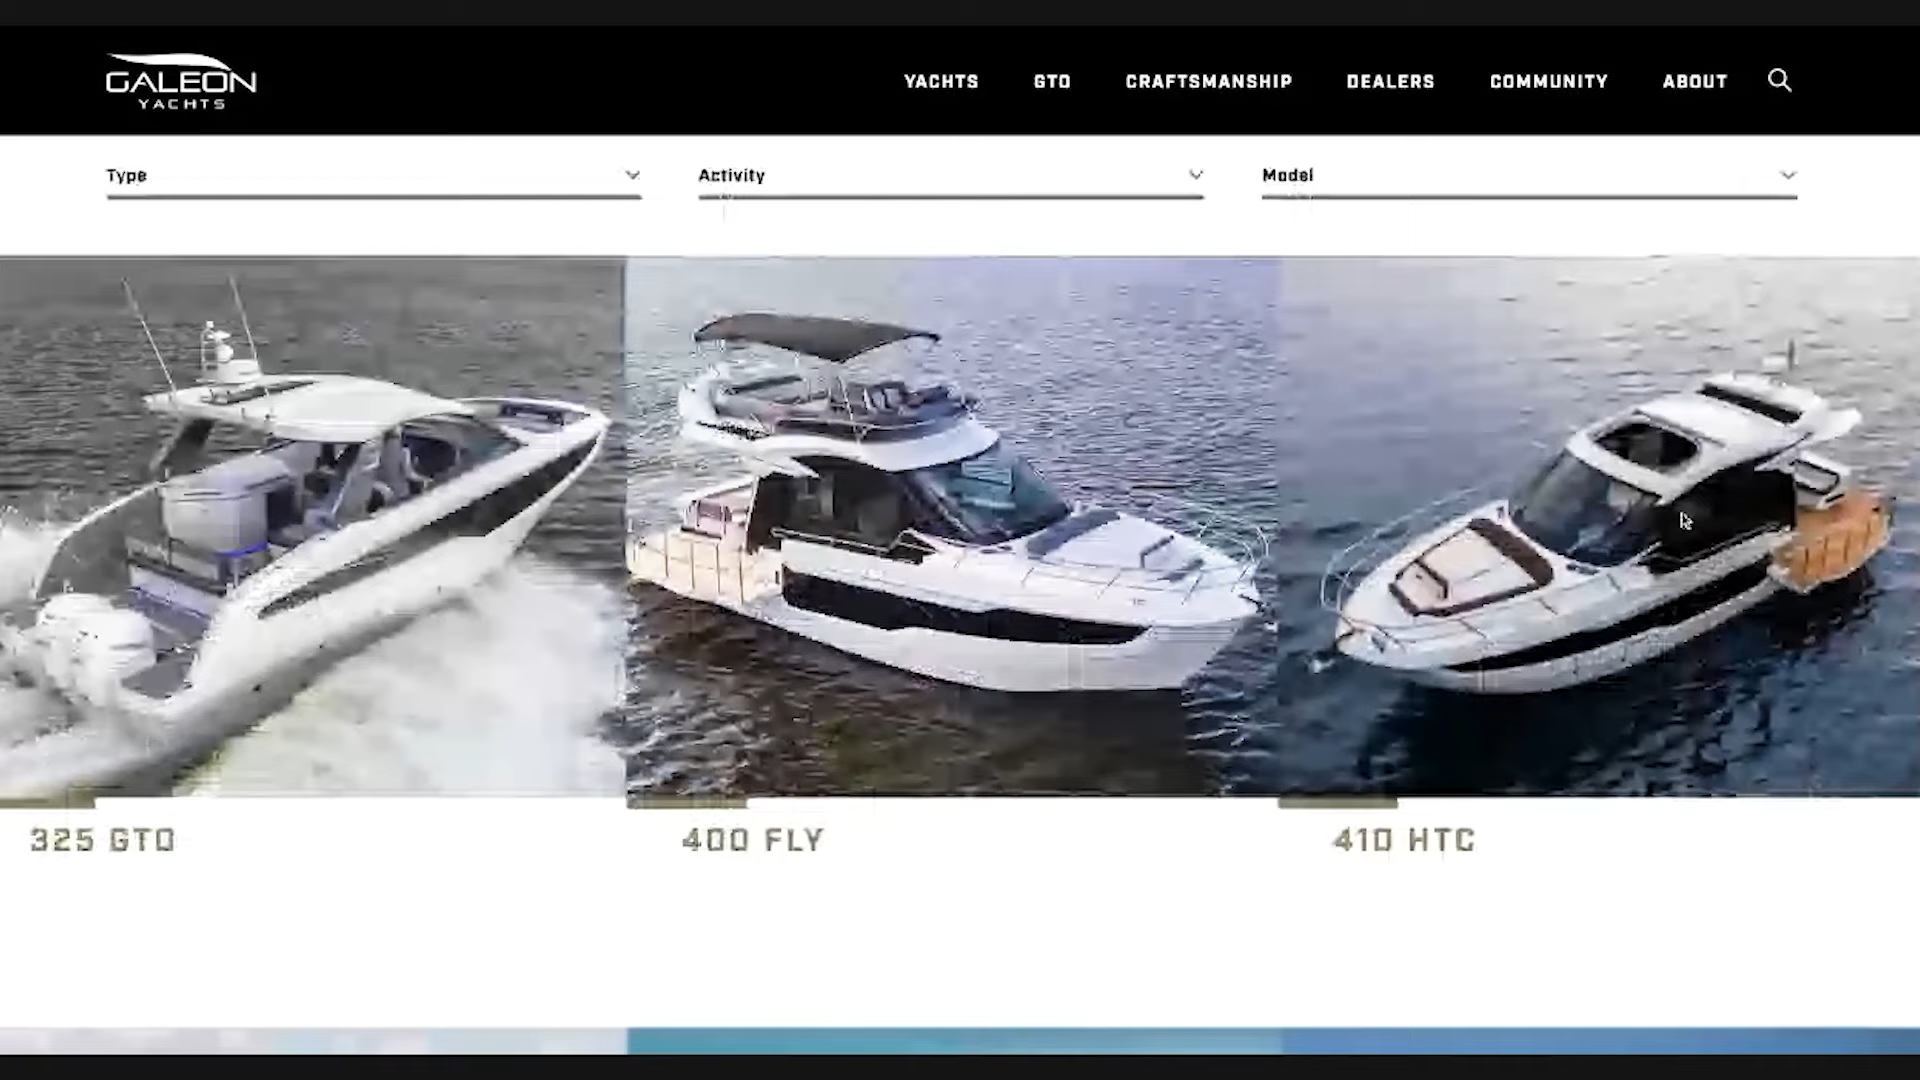 GALEON
YACHTS
YACHTS GTO CRAFTSMANSHIP DEALERS COMMUNITY ABOUT
Type Activity Model
325 GTO 400 FLY 410 HTC